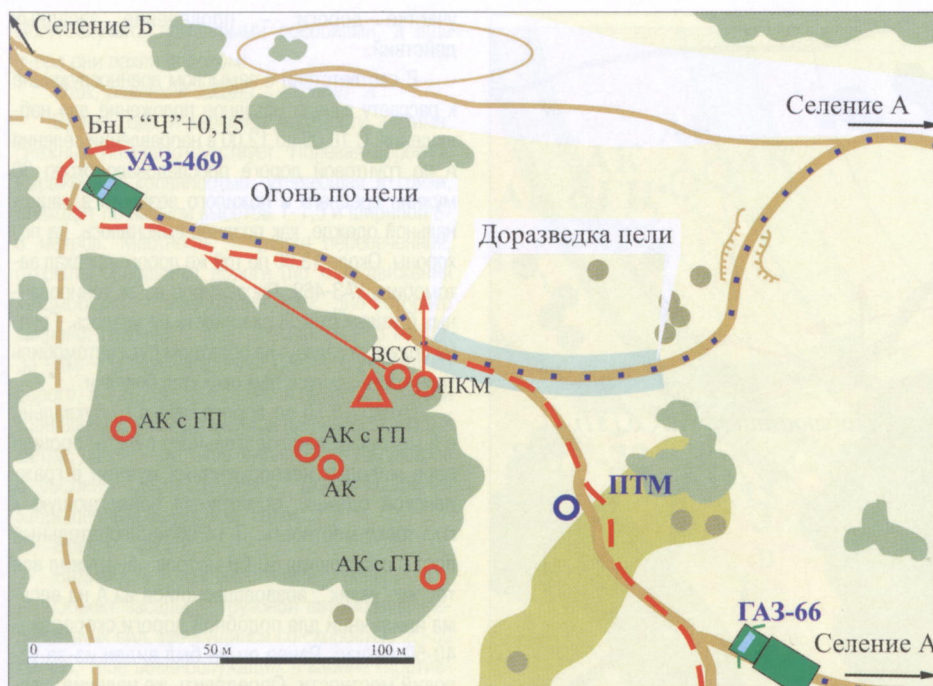 Селение Б
Селение А
БнГ “Ч”+0,15
УАЗ-469
Огонь по цели
Доразведка цели
ВСС
ПКМ
АК с ГП
АК с ГП
АК
ПТМ
АК с ГП
ГАЗ-66
Селение А
0 50 м 100 м